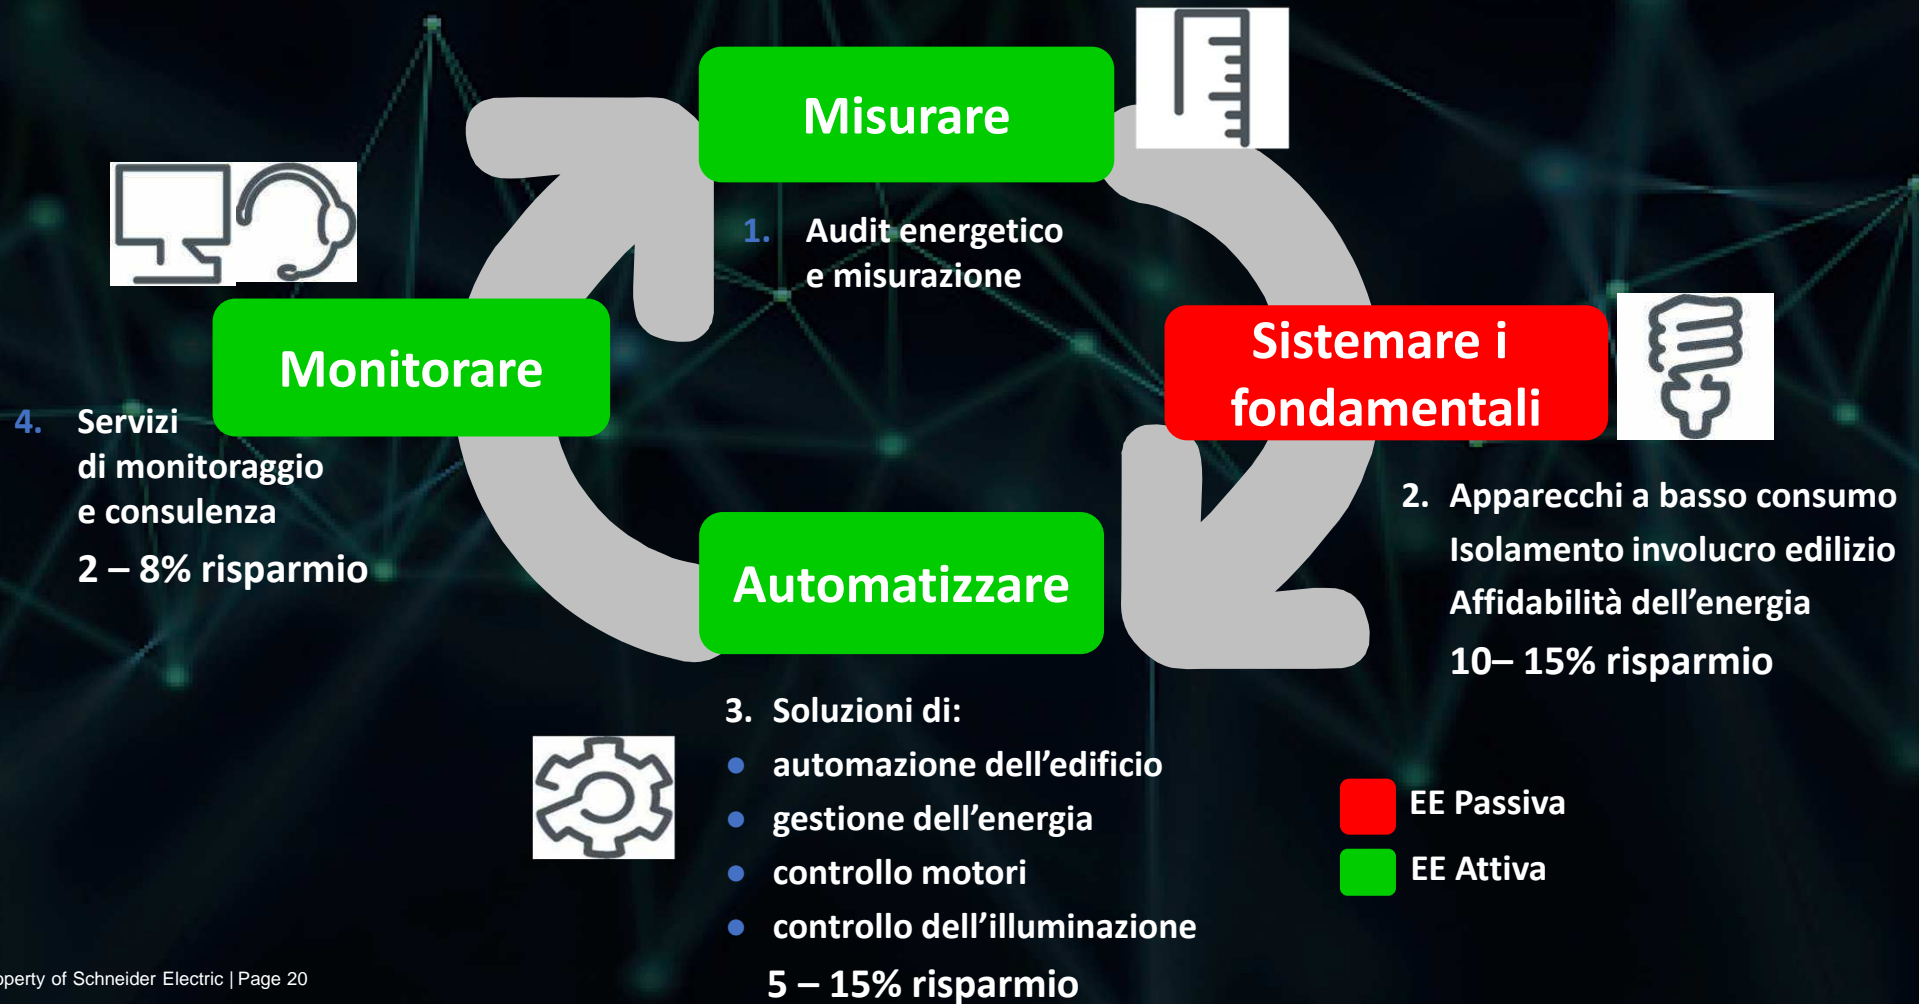 Misurare
1. Audit energetico
e misurazione
Sistemare i
fondamentali
2. Apparecchi a basso consumo
Isolamento involucro edilizio
Affidabilità dell’energia
10– 15% risparmio
Automatizzare
3. Soluzioni di:
● automazione dell’edificio
● gestione dell’energia
● controllo motori
● controllo dell’illuminazione
5 – 15% risparmio
Monitorare
4. Servizi
di monitoraggio
e consulenza
2 – 8% risparmio
EE Passiva
EE Attiva
of Schneider Electric | Page 20